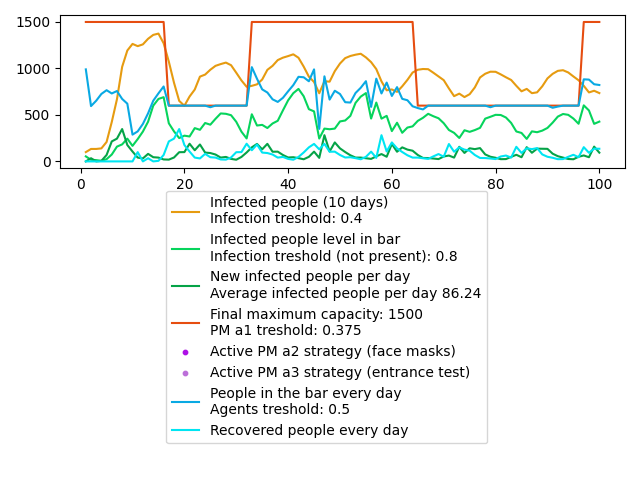 1500
1000
500
0
0 20 40 60 80 100
Infected people (10 days)
Infection treshold: 0.4
Infected people level in bar
Infection treshold (not present): 0.8
New infected people per day
Average infected people per day 86.24
Final maximum capacity: 1500
PM a1 treshold: 0.375
Active PM a2 strategy (face masks)
Active PM a3 strategy (entrance test)
People in the bar every day
Agents treshold: 0.5
Recovered people every day